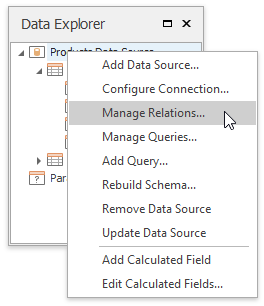 Data Explorer
Products Data Source
Add Data Source...
Configure Connection...
Manage Relations...
Manage Queries...
Add Query...
Rebuild Schema...
Remove Data Source
Update Data Source
Add Calculated Field
Edit Calculated Fields...